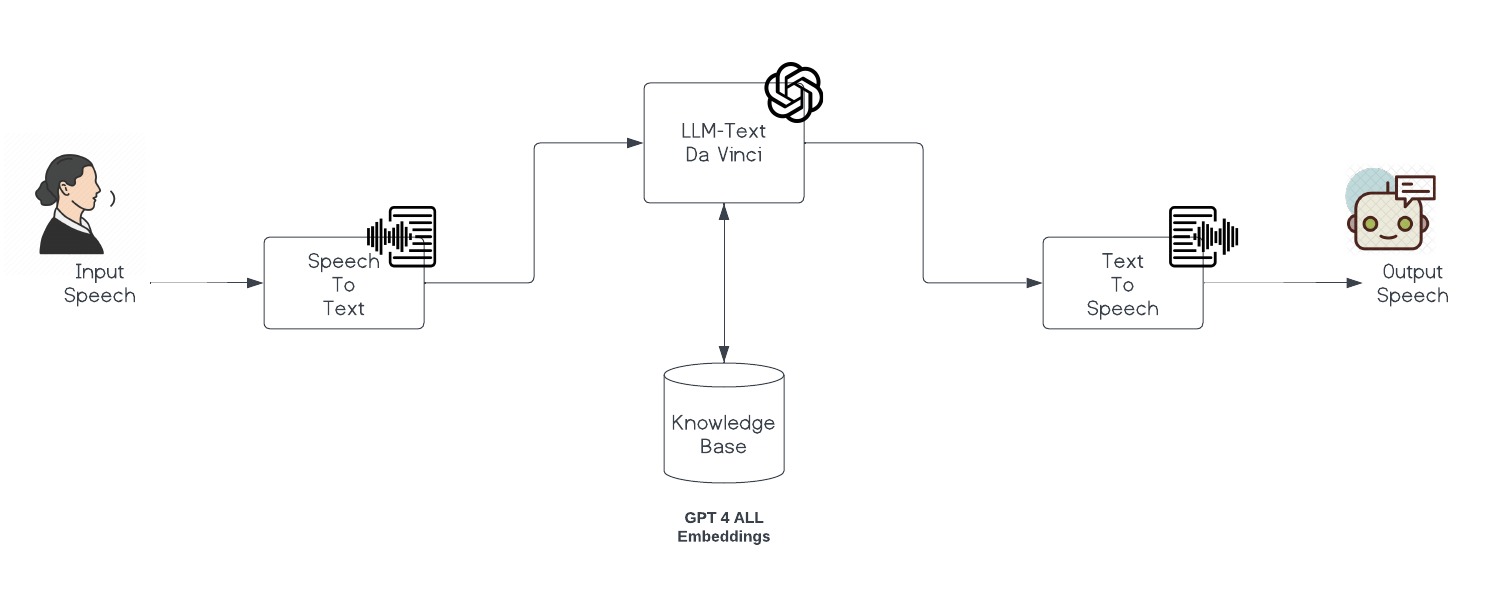 LLM-Text
Da Vinci
Input
Speech
Speech
To
Text
Text
To
Speech
Output
Speech
Knowledge
Base
GPT 4 ALL
Embeddings